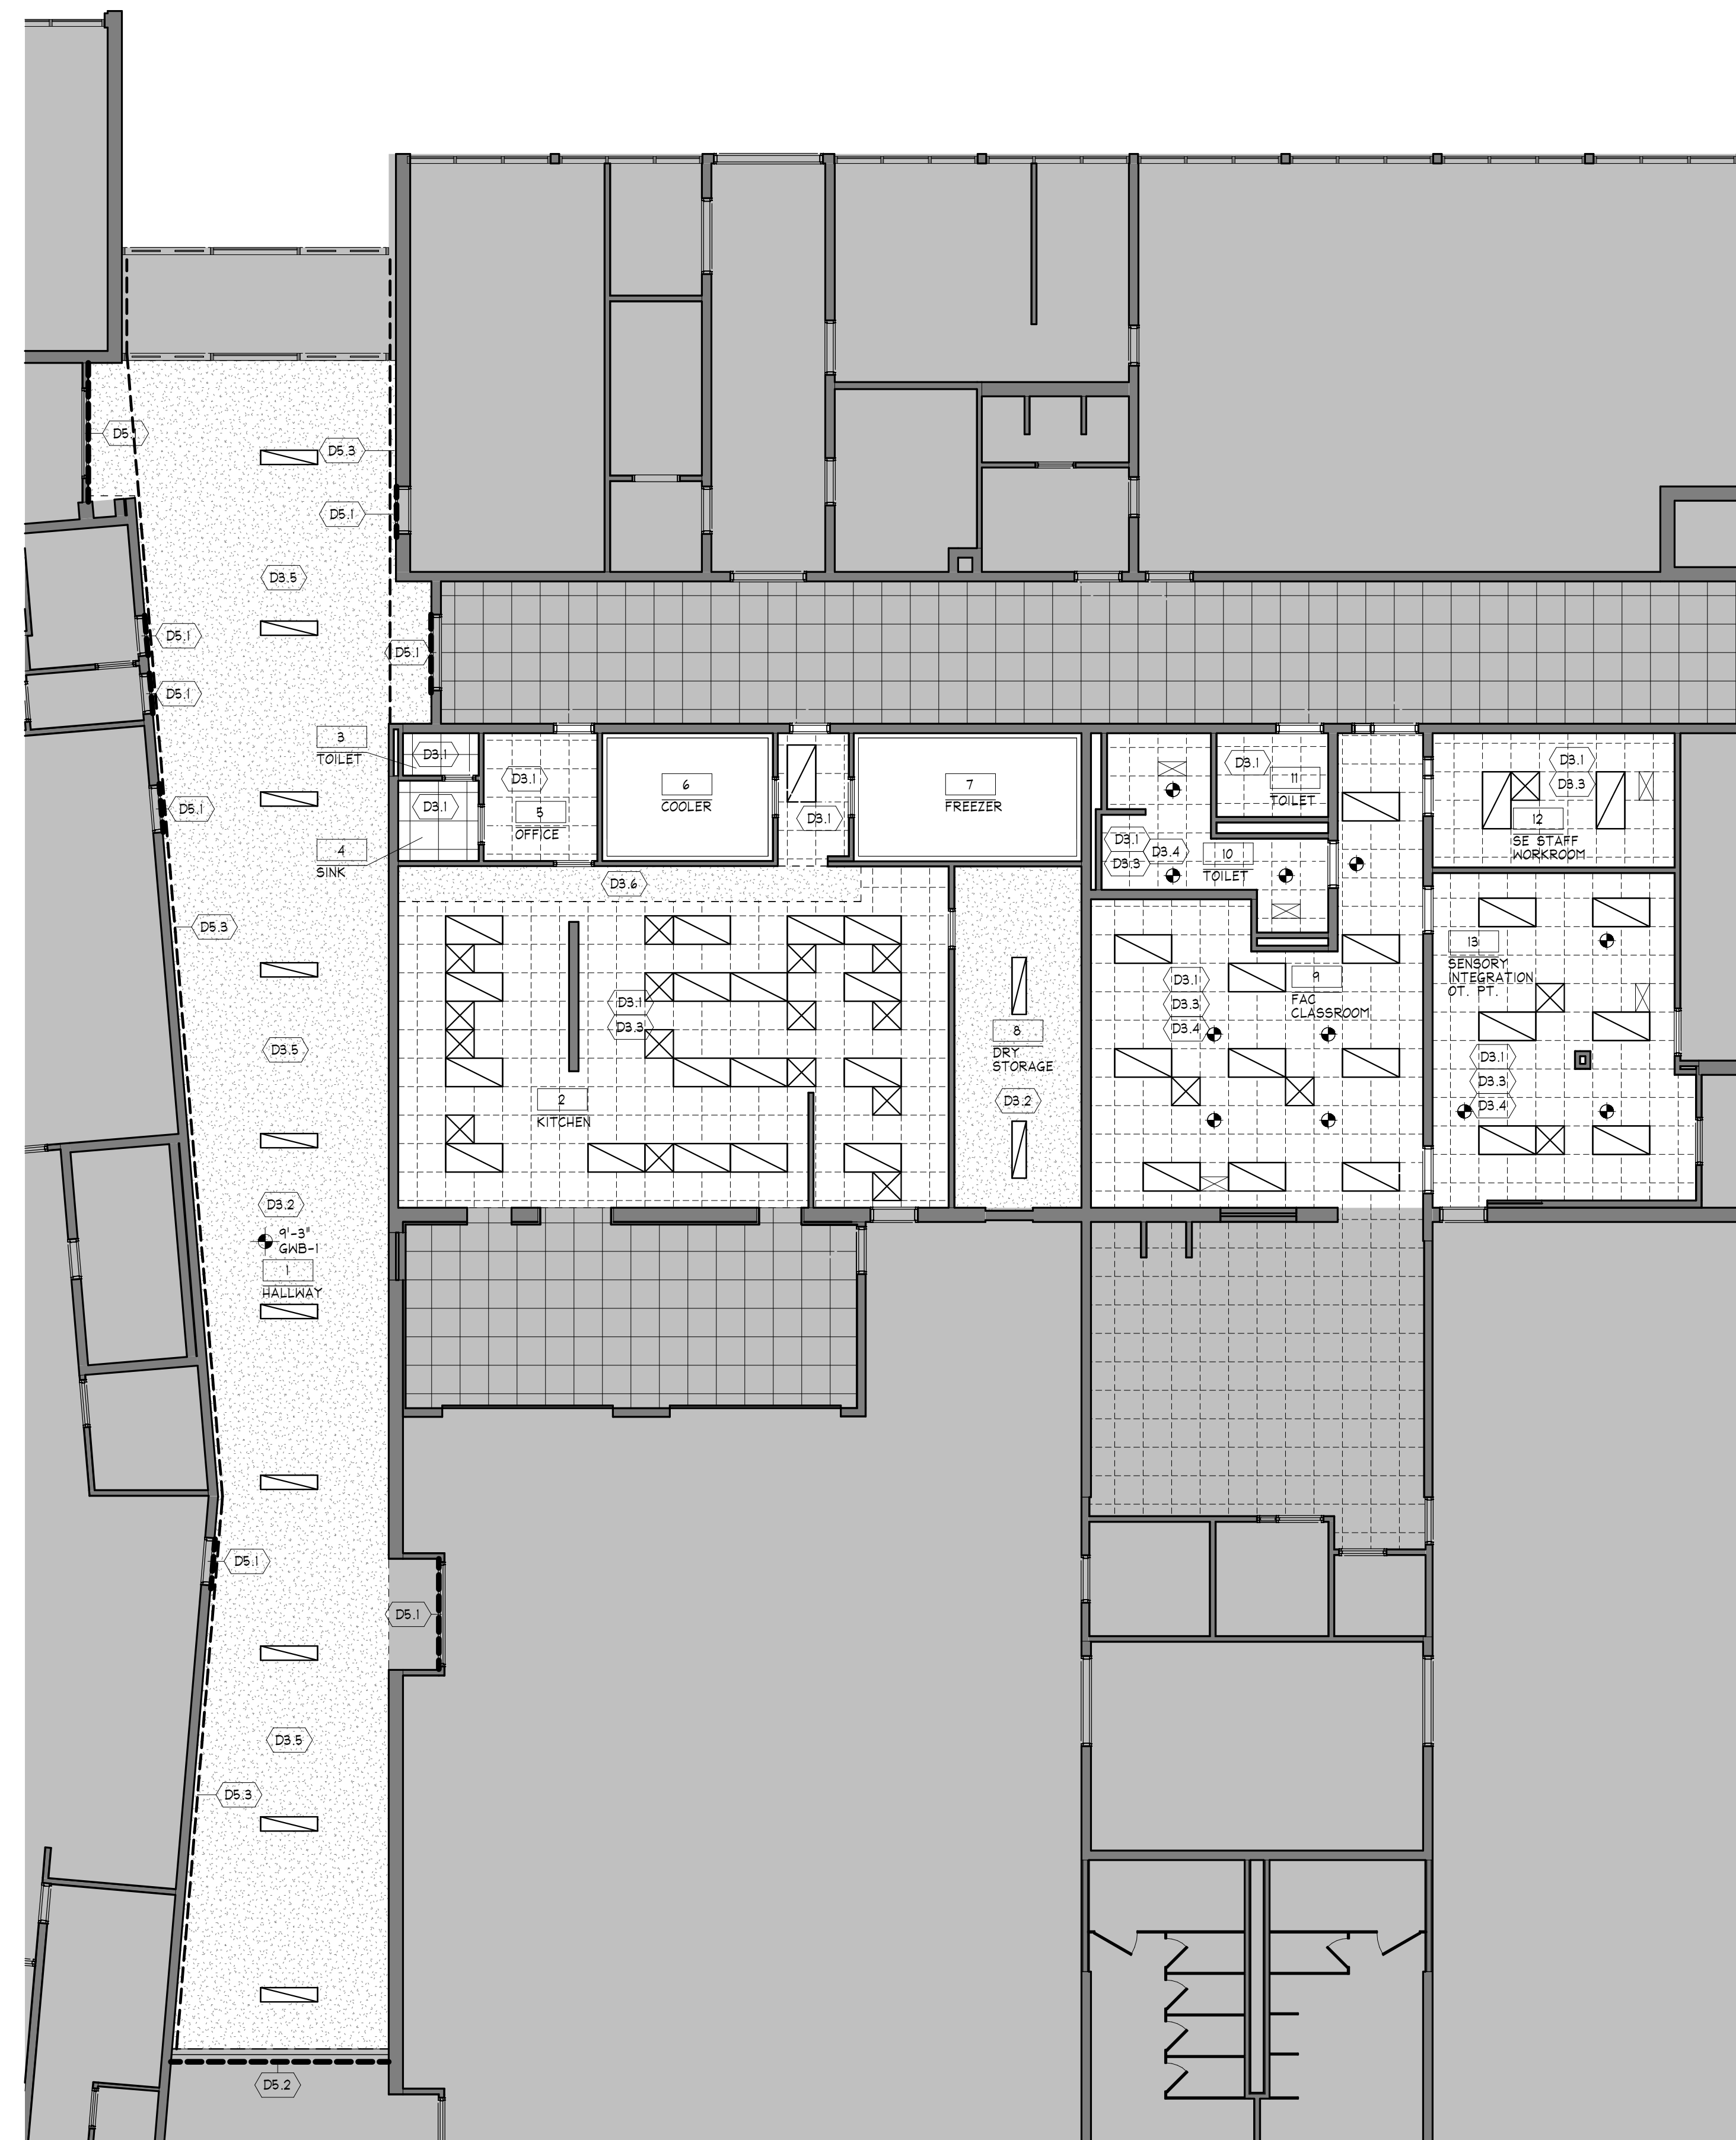 D5.1
D5.3
D5.1
D3.5
D5.1
D5.1
D5.1
3
TOILET
D3.1
D3.1
5
OFFICE
D3.1
4
SINK
6
COOLER
D3.1
7
FREEZER
D3.1
11
TOILET
D3.1
D3.3
D3.4
10
TOILET
D3.1
D3.3
12
SE STAFF
WORKROOM
D5.1
D3.6
D5.3
13
SENSORY
INTEGRATION
OT. PT.
D3.1
D3.3
D3.4
9
FAC
CLASSROOM
D3.1
D3.3
8
DRY
STORAGE
D3.2
D3.5
D3.1
D3.3
D3.4
2
KITCHEN
D3.2
9'-3"
GWB-1
1
HALLWAY
D5.1
D5.1
D3.5
D5.3
D5.2